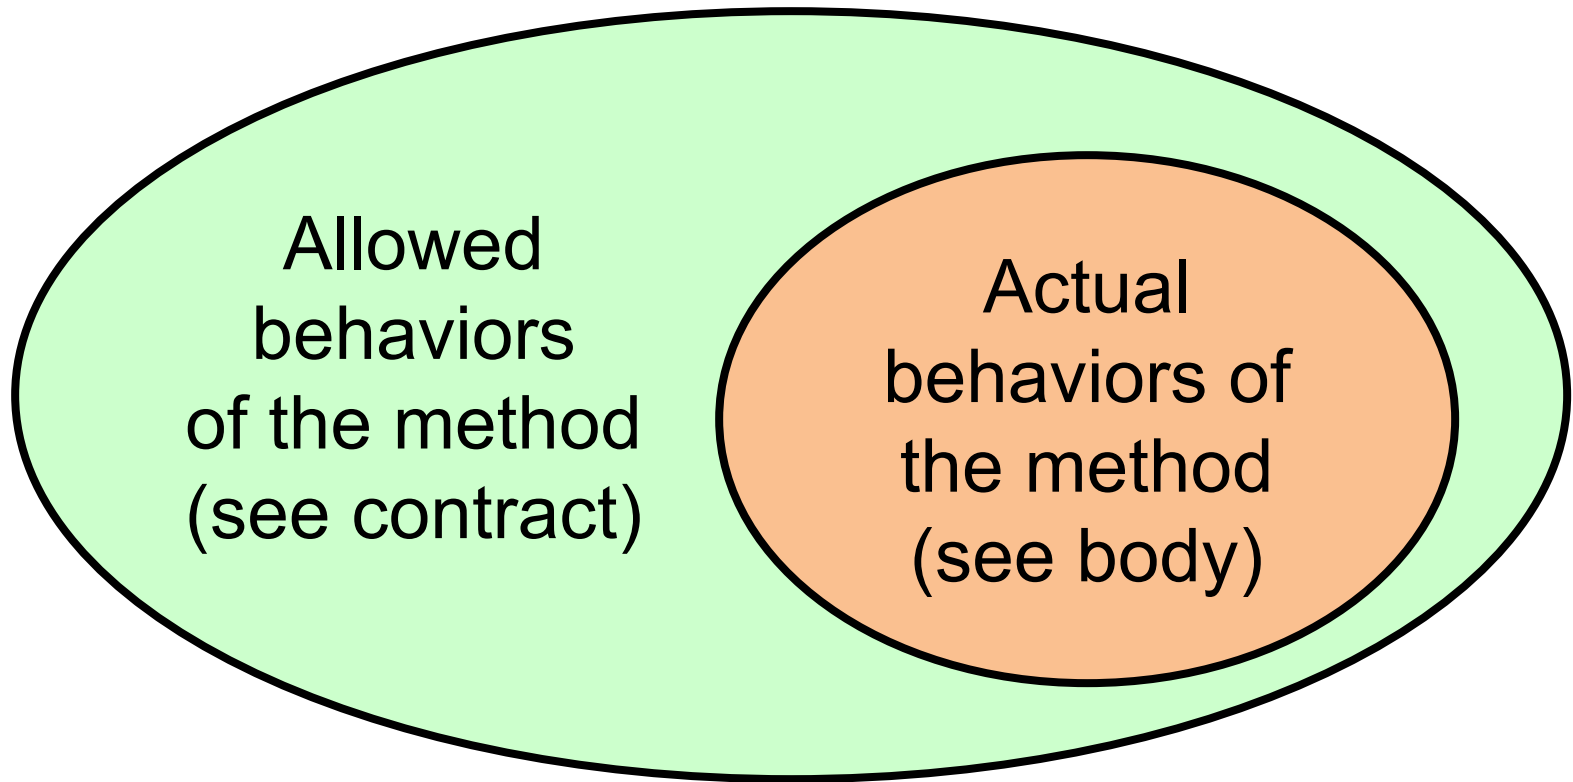 Allowed
behaviors
of the method
(see contract)
Actual
behaviors of
the method
(see body)